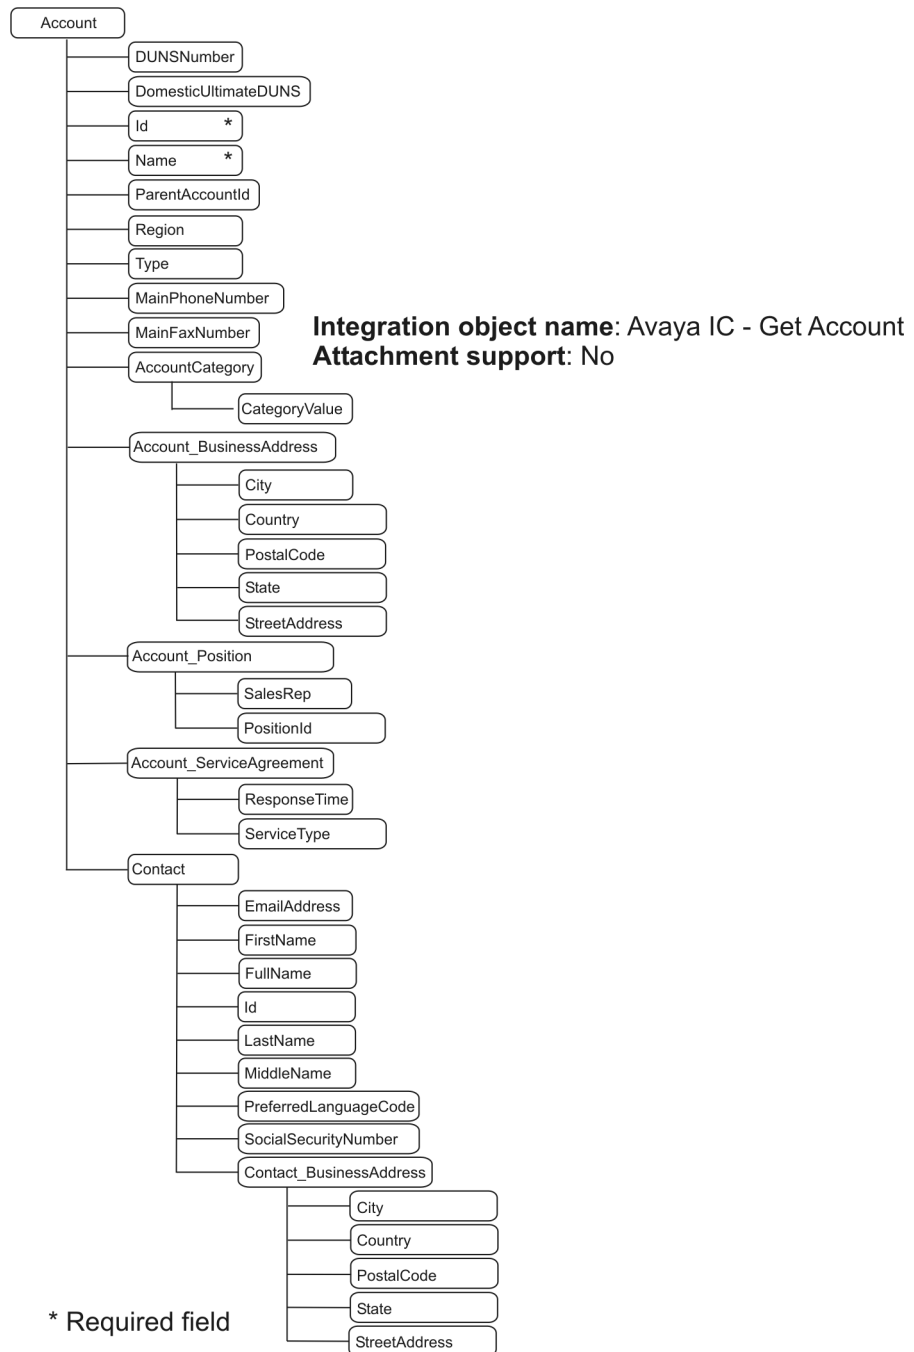 Account
DUNSNumber
DomesticUltimateDUNS
Id *
Name *
ParentAccountId
Region
Type
MainPhoneNumber
MainFaxNumber
Integration object name: Avaya IC - Get Account
Attachment support: No
AccountCategory
CategoryValue
Account_BusinessAddress
City
Country
PostalCode
State
StreetAddress
Account_Position
SalesRep
PositionId
Account_ServiceAgreement
ResponseTime
ServiceType
Contact
EmailAddress
FirstName
FullName
Id
LastName
MiddleName
PreferredLanguageCode
SocialSecurityNumber
Contact_BusinessAddress
City
Country
PostalCode
State
StreetAddress
* Required field